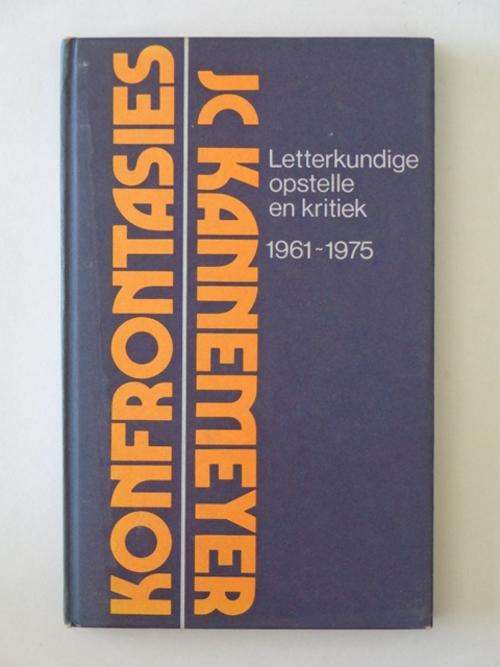 KONFRONTASIES
JC KANNEMEYER
Letterkundige
opstelle
en kritiek
1961-1975